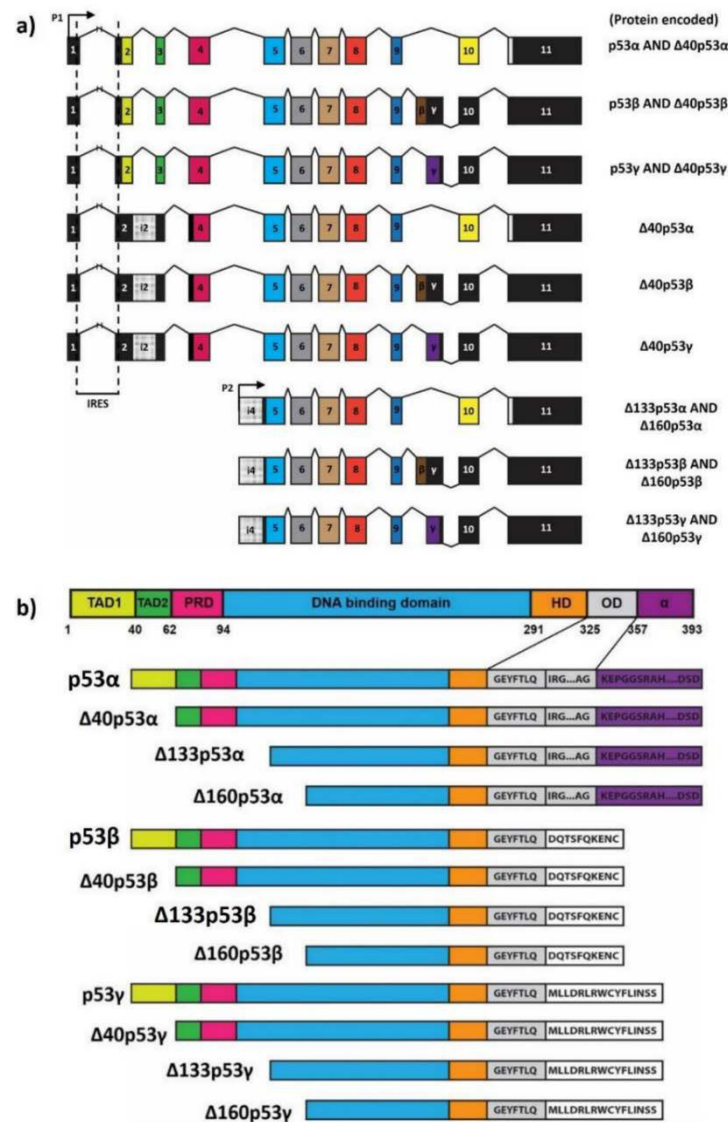 a)
P1
(Protein encoded)
1 2 3 4 5 6 7 8 9 10 11 p53α AND Δ40p53α
1 2 3 4 5 6 7 8 9 β γ 10 11 p53β AND Δ40p53β
1 2 3 4 5 6 7 8 9 γ 10 11 p53γ AND Δ40p53γ
1 2 i2 4 5 6 7 8 9 10 11 Δ40p53α
1 2 i2 4 5 6 7 8 9 β γ 10 11 Δ40p53β
1 2 i2 4 5 6 7 8 9 γ 10 11 Δ40p53γ
IRES
P2
i4 5 6 7 8 9 10 11 Δ133p53α AND
Δ160p53α
i4 5 6 7 8 9 β γ 10 11 Δ133p53β AND
Δ160p53β
i4 5 6 7 8 9 γ 10 11 Δ133p53γ AND
Δ160p53γ
b)
TAD1 TAD2 PRD DNA binding domain HD OD α
1 40 62 94 291 325 357 393
p53α GEYFTLQ IRG...AG KEPGGSRAH....DSD
Δ40p53α GEYFTLQ IRG...AG KEPGGSRAH....DSD
Δ133p53α GEYFTLQ IRG...AG KEPGGSRAH....DSD
Δ160p53α GEYFTLQ IRG...AG KEPGGSRAH....DSD
p53β GEYFTLQ DQTSFQKENC
Δ40p53β GEYFTLQ DQTSFQKENC
Δ133p53β GEYFTLQ DQTSFQKENC
Δ160p53β GEYFTLQ DQTSFQKENC
p53γ GEYFTLQ MLLDRLRWCYFLINSS
Δ40p53γ GEYFTLQ MLLDRLRWCYFLINSS
Δ133p53γ GEYFTLQ MLLDRLRWCYFLINSS
Δ160p53γ GEYFTLQ MLLDRLRWCYFLINSS